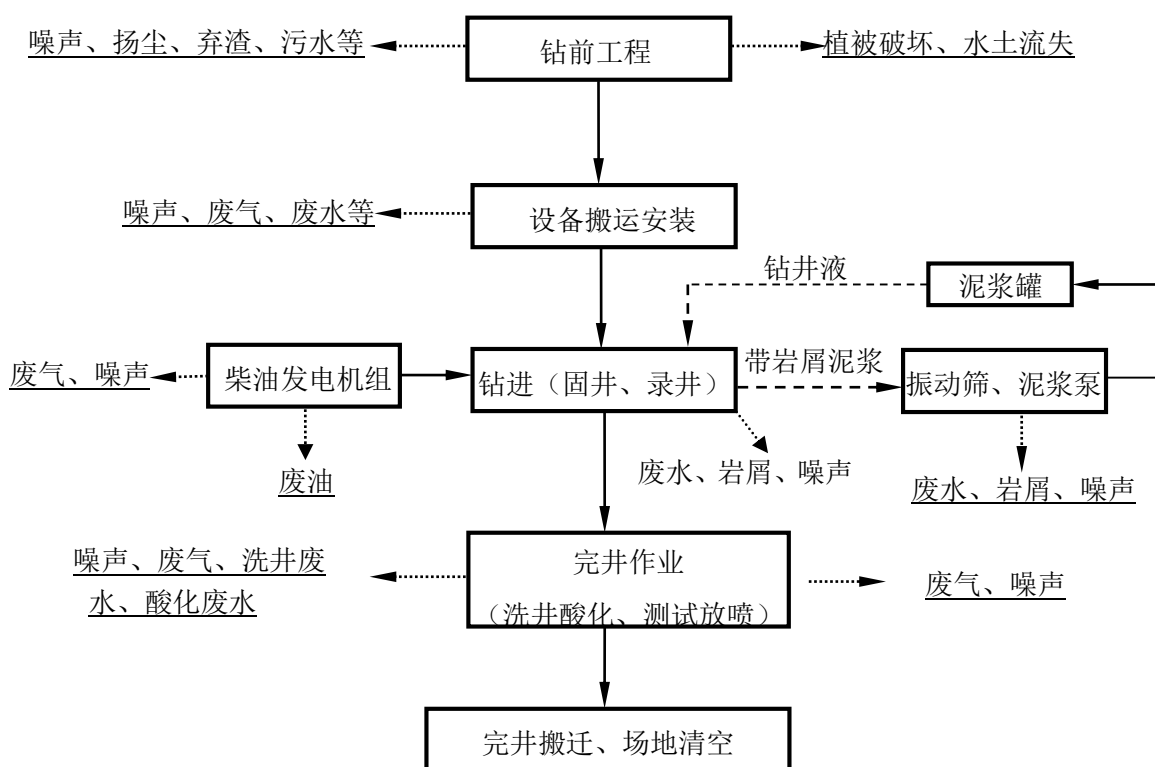 噪声、扬尘、弃渣、污水等
钻前工程
植被破坏、水土流失
噪声、废气、废水等
设备搬运安装
钻井液
泥浆罐
废气、噪声
柴油发电机组
钻进（固井、录井）
带岩屑泥浆
振动筛、泥浆泵
废油
废水、岩屑、噪声
废水、岩屑、噪声
噪声、废气、洗井废
水、酸化废水
完井作业
（洗井酸化、测试放喷）
废气、噪声
完井搬迁、场地清空